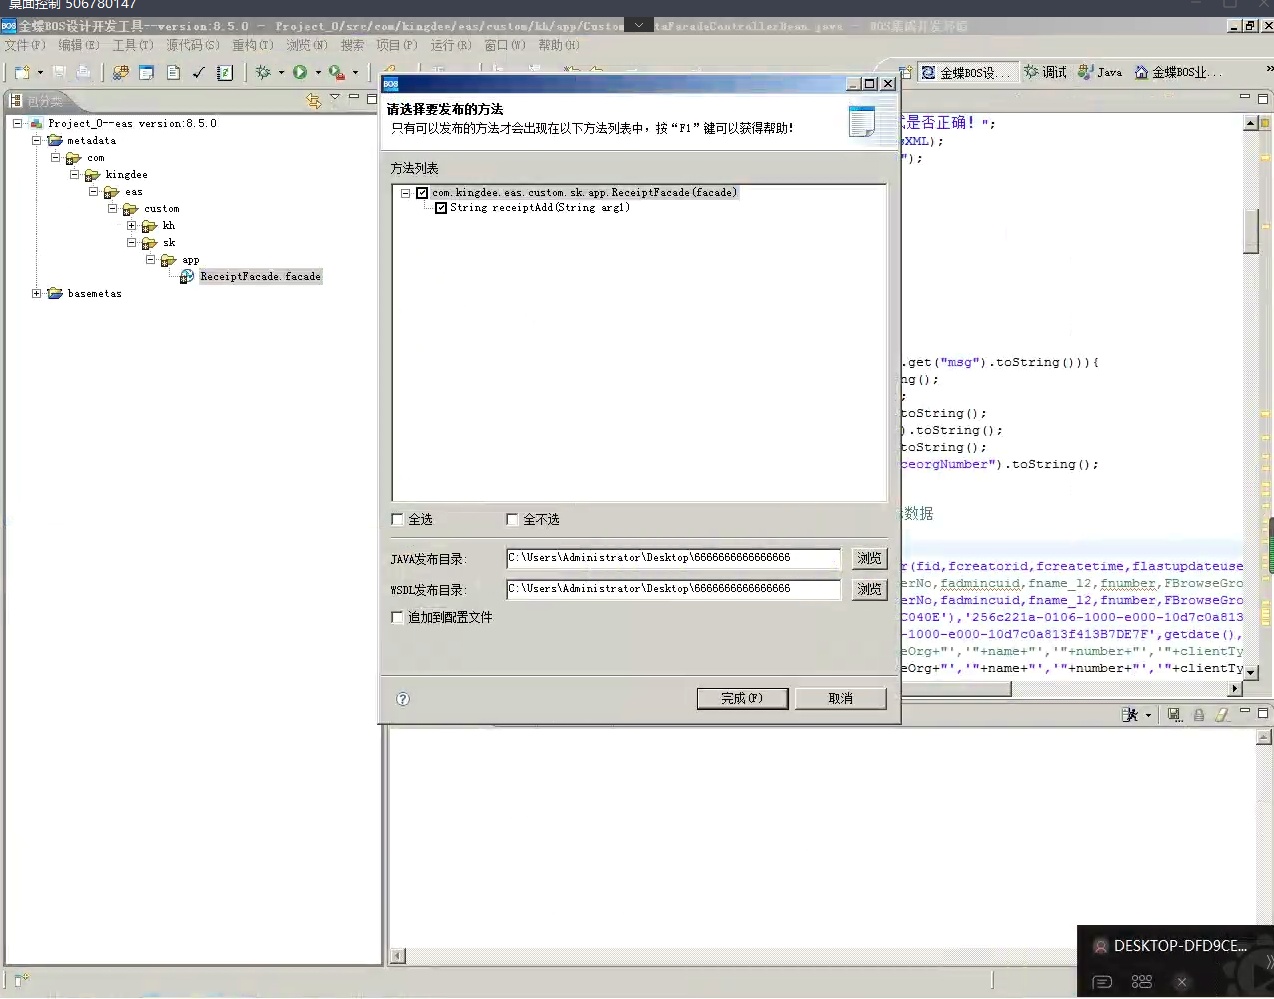 桌面控制 506780147
BOS 金蝶BOS设计开发工具--version:8.5.0 - Project_0/src/com/kingdee/eas/custom/kh/app/Custom
文件(F) 编辑(E) 工具(T) 源代码(S) 重构(T) 浏览(N) 搜索 项目(P) 运行(R) 窗口(W) 帮助(H)
金蝶BOS设... 调试 Java 金蝶BOS业...
包分类
Project_0--eas version:8.5.0
metadata
com
kingdee
eas
custom
kh
sk
app
ReceiptFacade.facade
basemetas
BOS
请选择要发布的方法
只有可以发布的方法才会出现在以下方法列表中，按“F1”键可以获得帮助！
方法列表
com.kingdee.eas.custom.sk.app.ReceiptFacade(facade)
String receiptAdd(String arg1)
全选 全不选
JAVA发布目录: C:\Users\Administrator\Desktop\6666666666666666 浏览
WSDL发布目录: C:\Users\Administrator\Desktop\6666666666666666 浏览
追加到配置文件
完成(F) 取消
是否正确！";
XML);
");
.get("msg").toString())){
ng();
;
toString();
).toString();
toString();
ceorgNumber").toString();
数据
r(fid,fcreatorid,fcreatetime,flastupdateuse
erNo,fadmincuid,fname_l2,fnumber,FBrowseGro
erNo,fadmincuid,fname_l2,fnumber,FBrowseGro
C040E'),'256c221a-0106-1000-e000-10d7c0a813
-1000-e000-10d7c0a813f413B7DE7F',getdate(),
eOrg+"','"+name+"','"+number+"','"+clientTy
eOrg+"','"+name+"','"+number+"','"+clientTy
DESKTOP-DFD9CE...